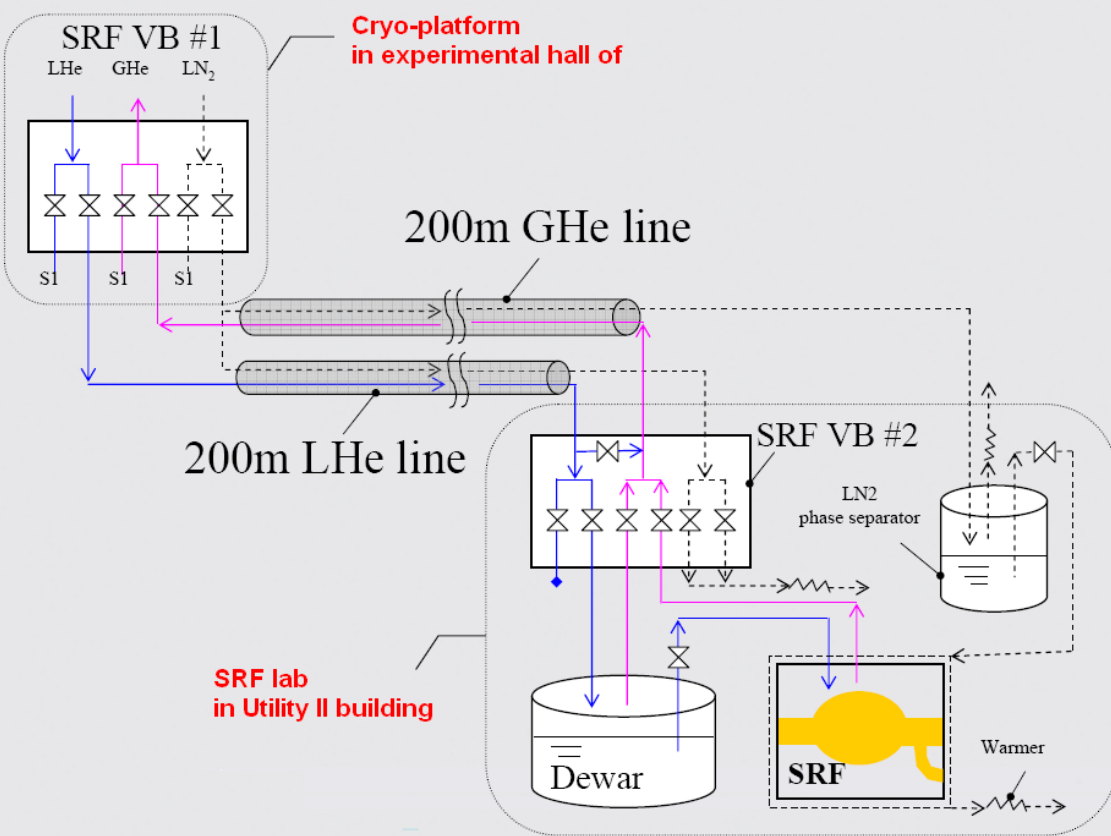 Cryo-platform
in experimental hall of
SRF VB #1
LHe GHe LN₂
S1 S1 S1
200m GHe line
200m LHe line
SRF VB #2
LN2
phase separator
SRF lab
in Utility II building
Dewar
SRF
Warmer